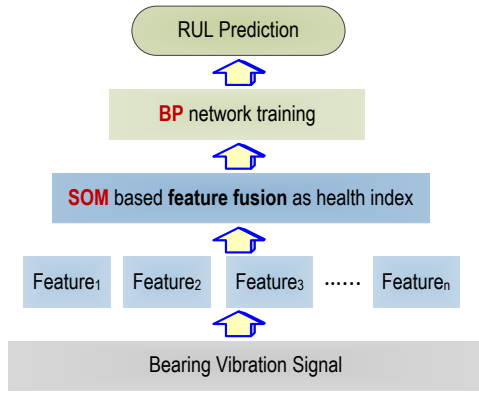 RUL Prediction
BP network training
SOM based feature fusion as health index
Feature1 Feature2 Feature3 ...... Featuren
Bearing Vibration Signal